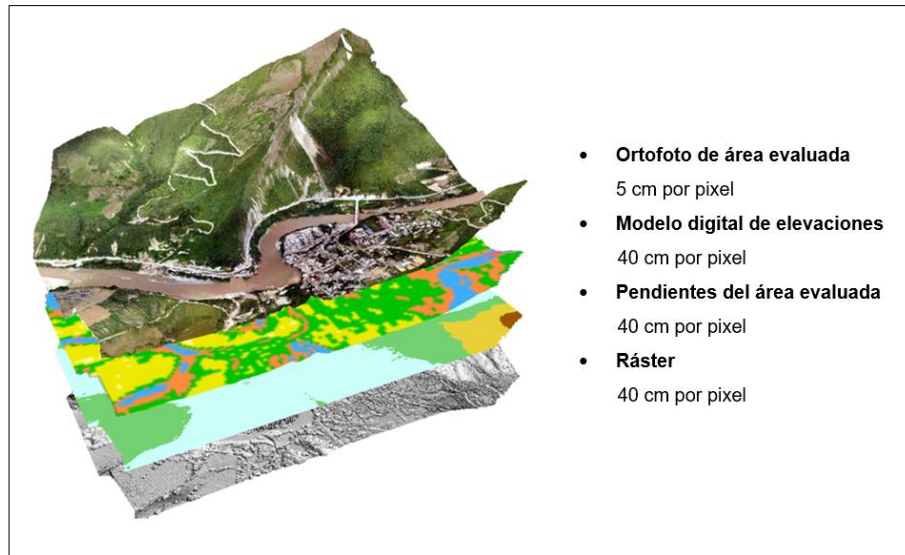 • Ortofoto de área evaluada
5 cm por pixel
• Modelo digital de elevaciones
40 cm por pixel
• Pendientes del área evaluada
40 cm por pixel
• Ráster
40 cm por pixel